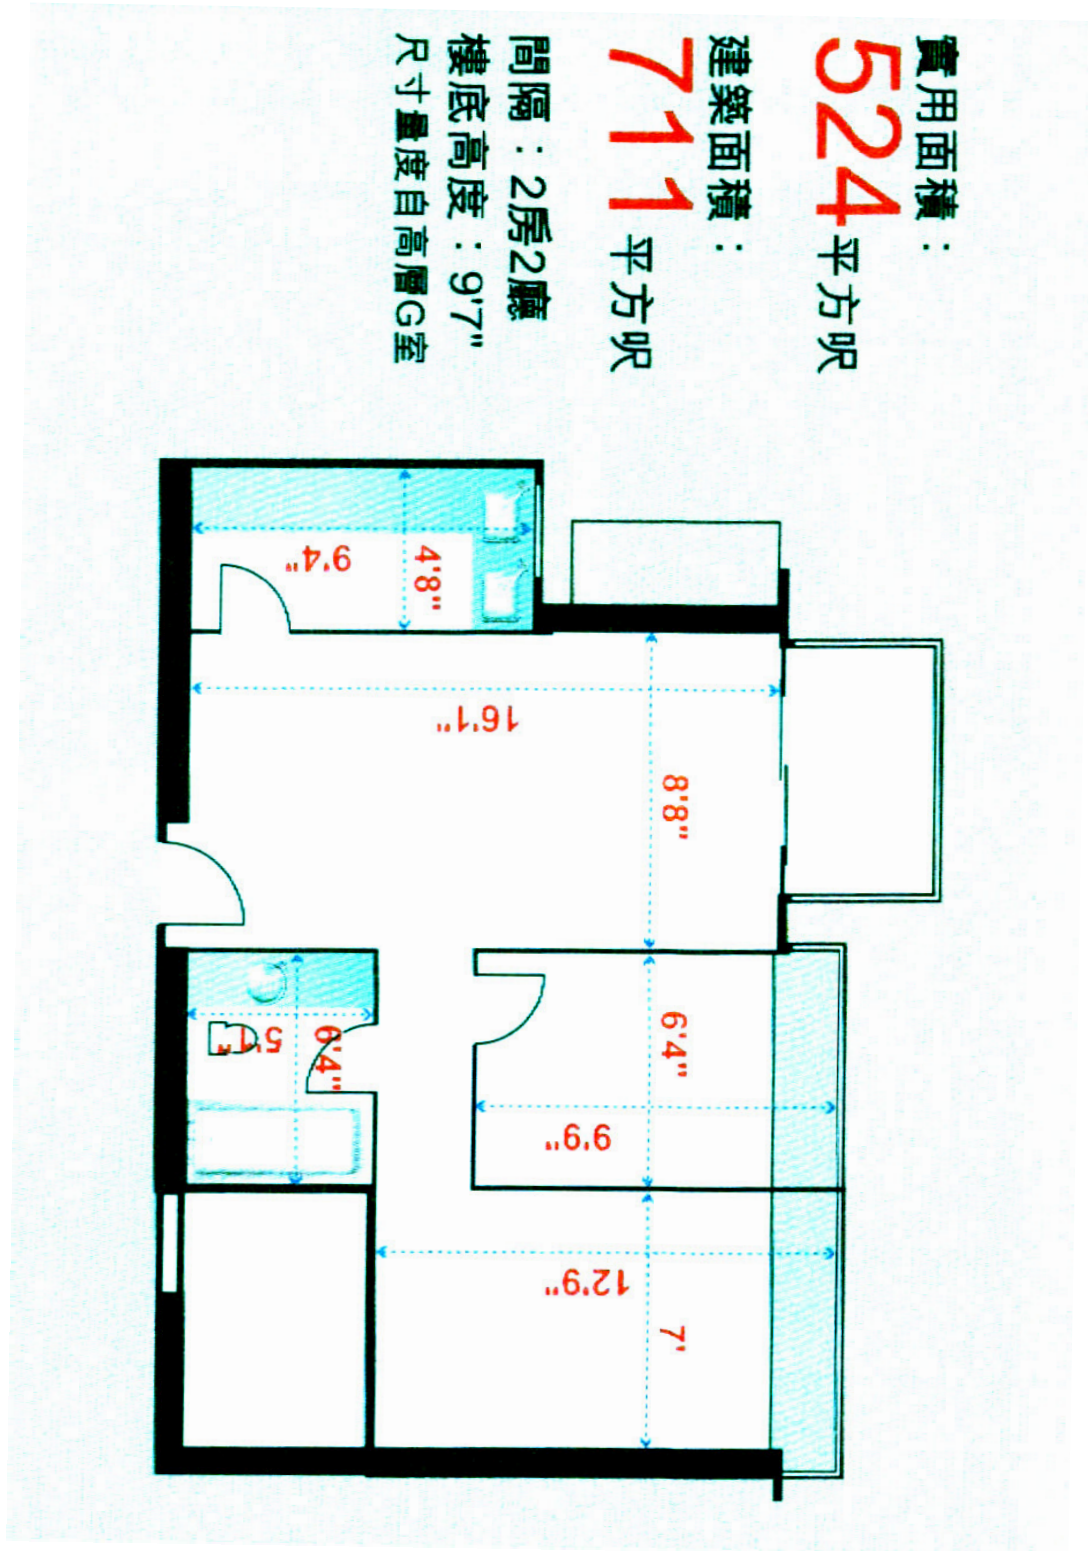 實用面積：
524平方呎
建築面積：
711平方呎
間隔：2房2廳
樓底高度：9'7"
尺寸量度自高層G室
4'8"
9'4"
16'1"
8'8"
6'4"
5'1"
6'4"
9'9"
12'9"
7'